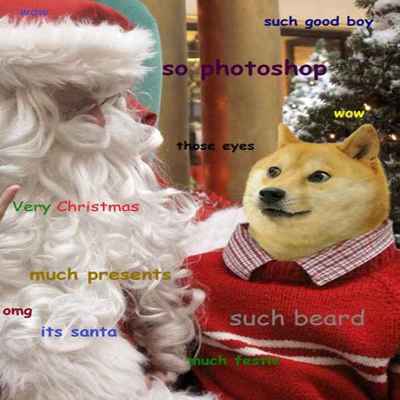 wow
such good boy
so photoshop
wow
those eyes
Very Christmas
much presents
omg
such beard
its santa
much festive